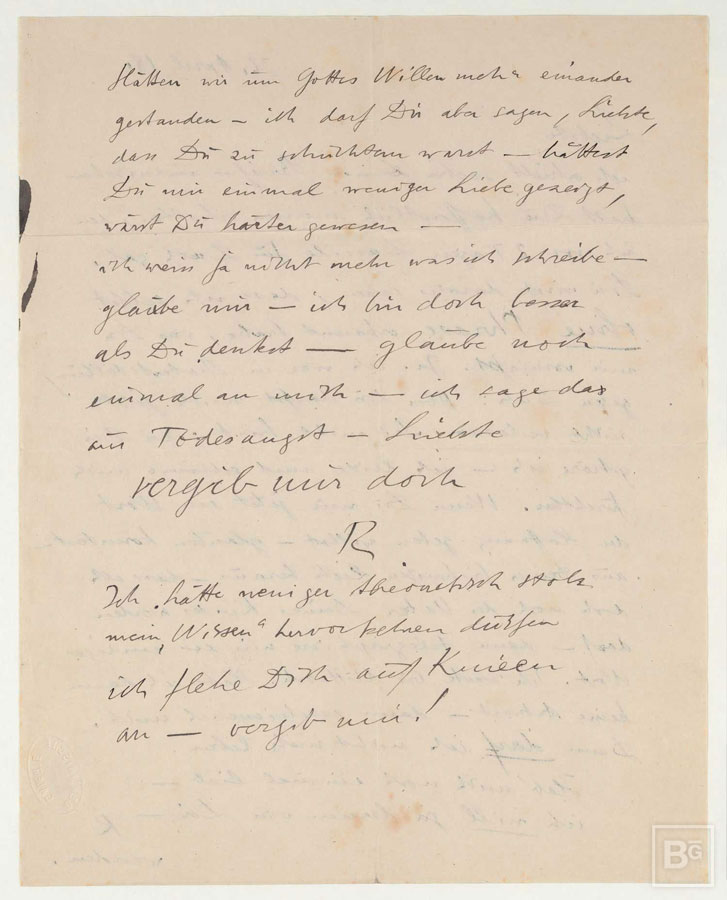 Hätten wir um Gottes Willen mehr einander
gestanden – ich darf Dir aber sagen, Liebste,
dass Du zu schüchtern warst – hättest
Du mir einmal weniger Liebe gezeigt,
wärst Du härter gewesen –
ich weiss ja nicht mehr was ich schreibe –
glaube mir – ich bin doch besser
als Du denkst — glaube noch
einmal an mich – ich sage das
in Todesangst – Liebste
vergeb mir doch
R
Ich hätte weniger theoretisch stolz
mein „Wissen“ hervorkehren dürfen
ich flehe Dich auf Knieen
an – vergeb mir!
BG